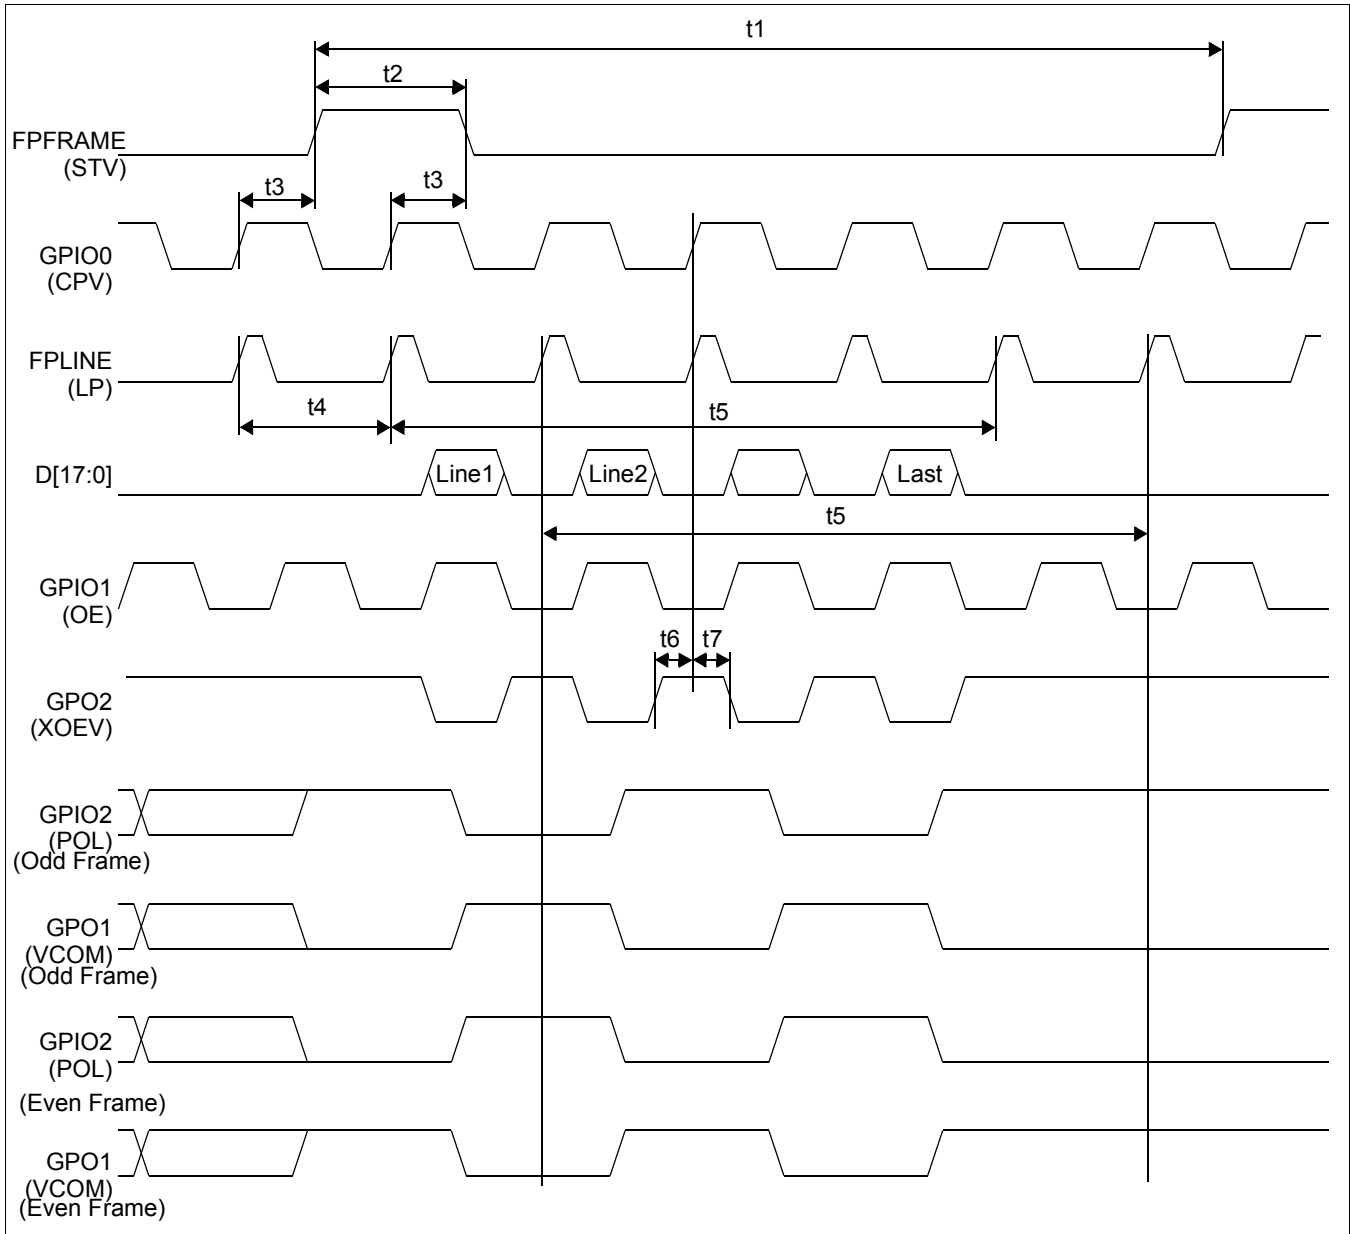 t1
t2
FPFRAME
(STV)
t3
t3
GPIO0
(CPV)
FPLINE
(LP)
t4
t5
D[17:0]
Line1
Line2
Last
t5
GPIO1
(OE)
t6
t7
GPO2
(XOEV)
GPIO2
(POL)
(Odd Frame)
GPO1
(VCOM)
(Odd Frame)
GPIO2
(POL)
(Even Frame)
GPO1
(VCOM)
(Even Frame)